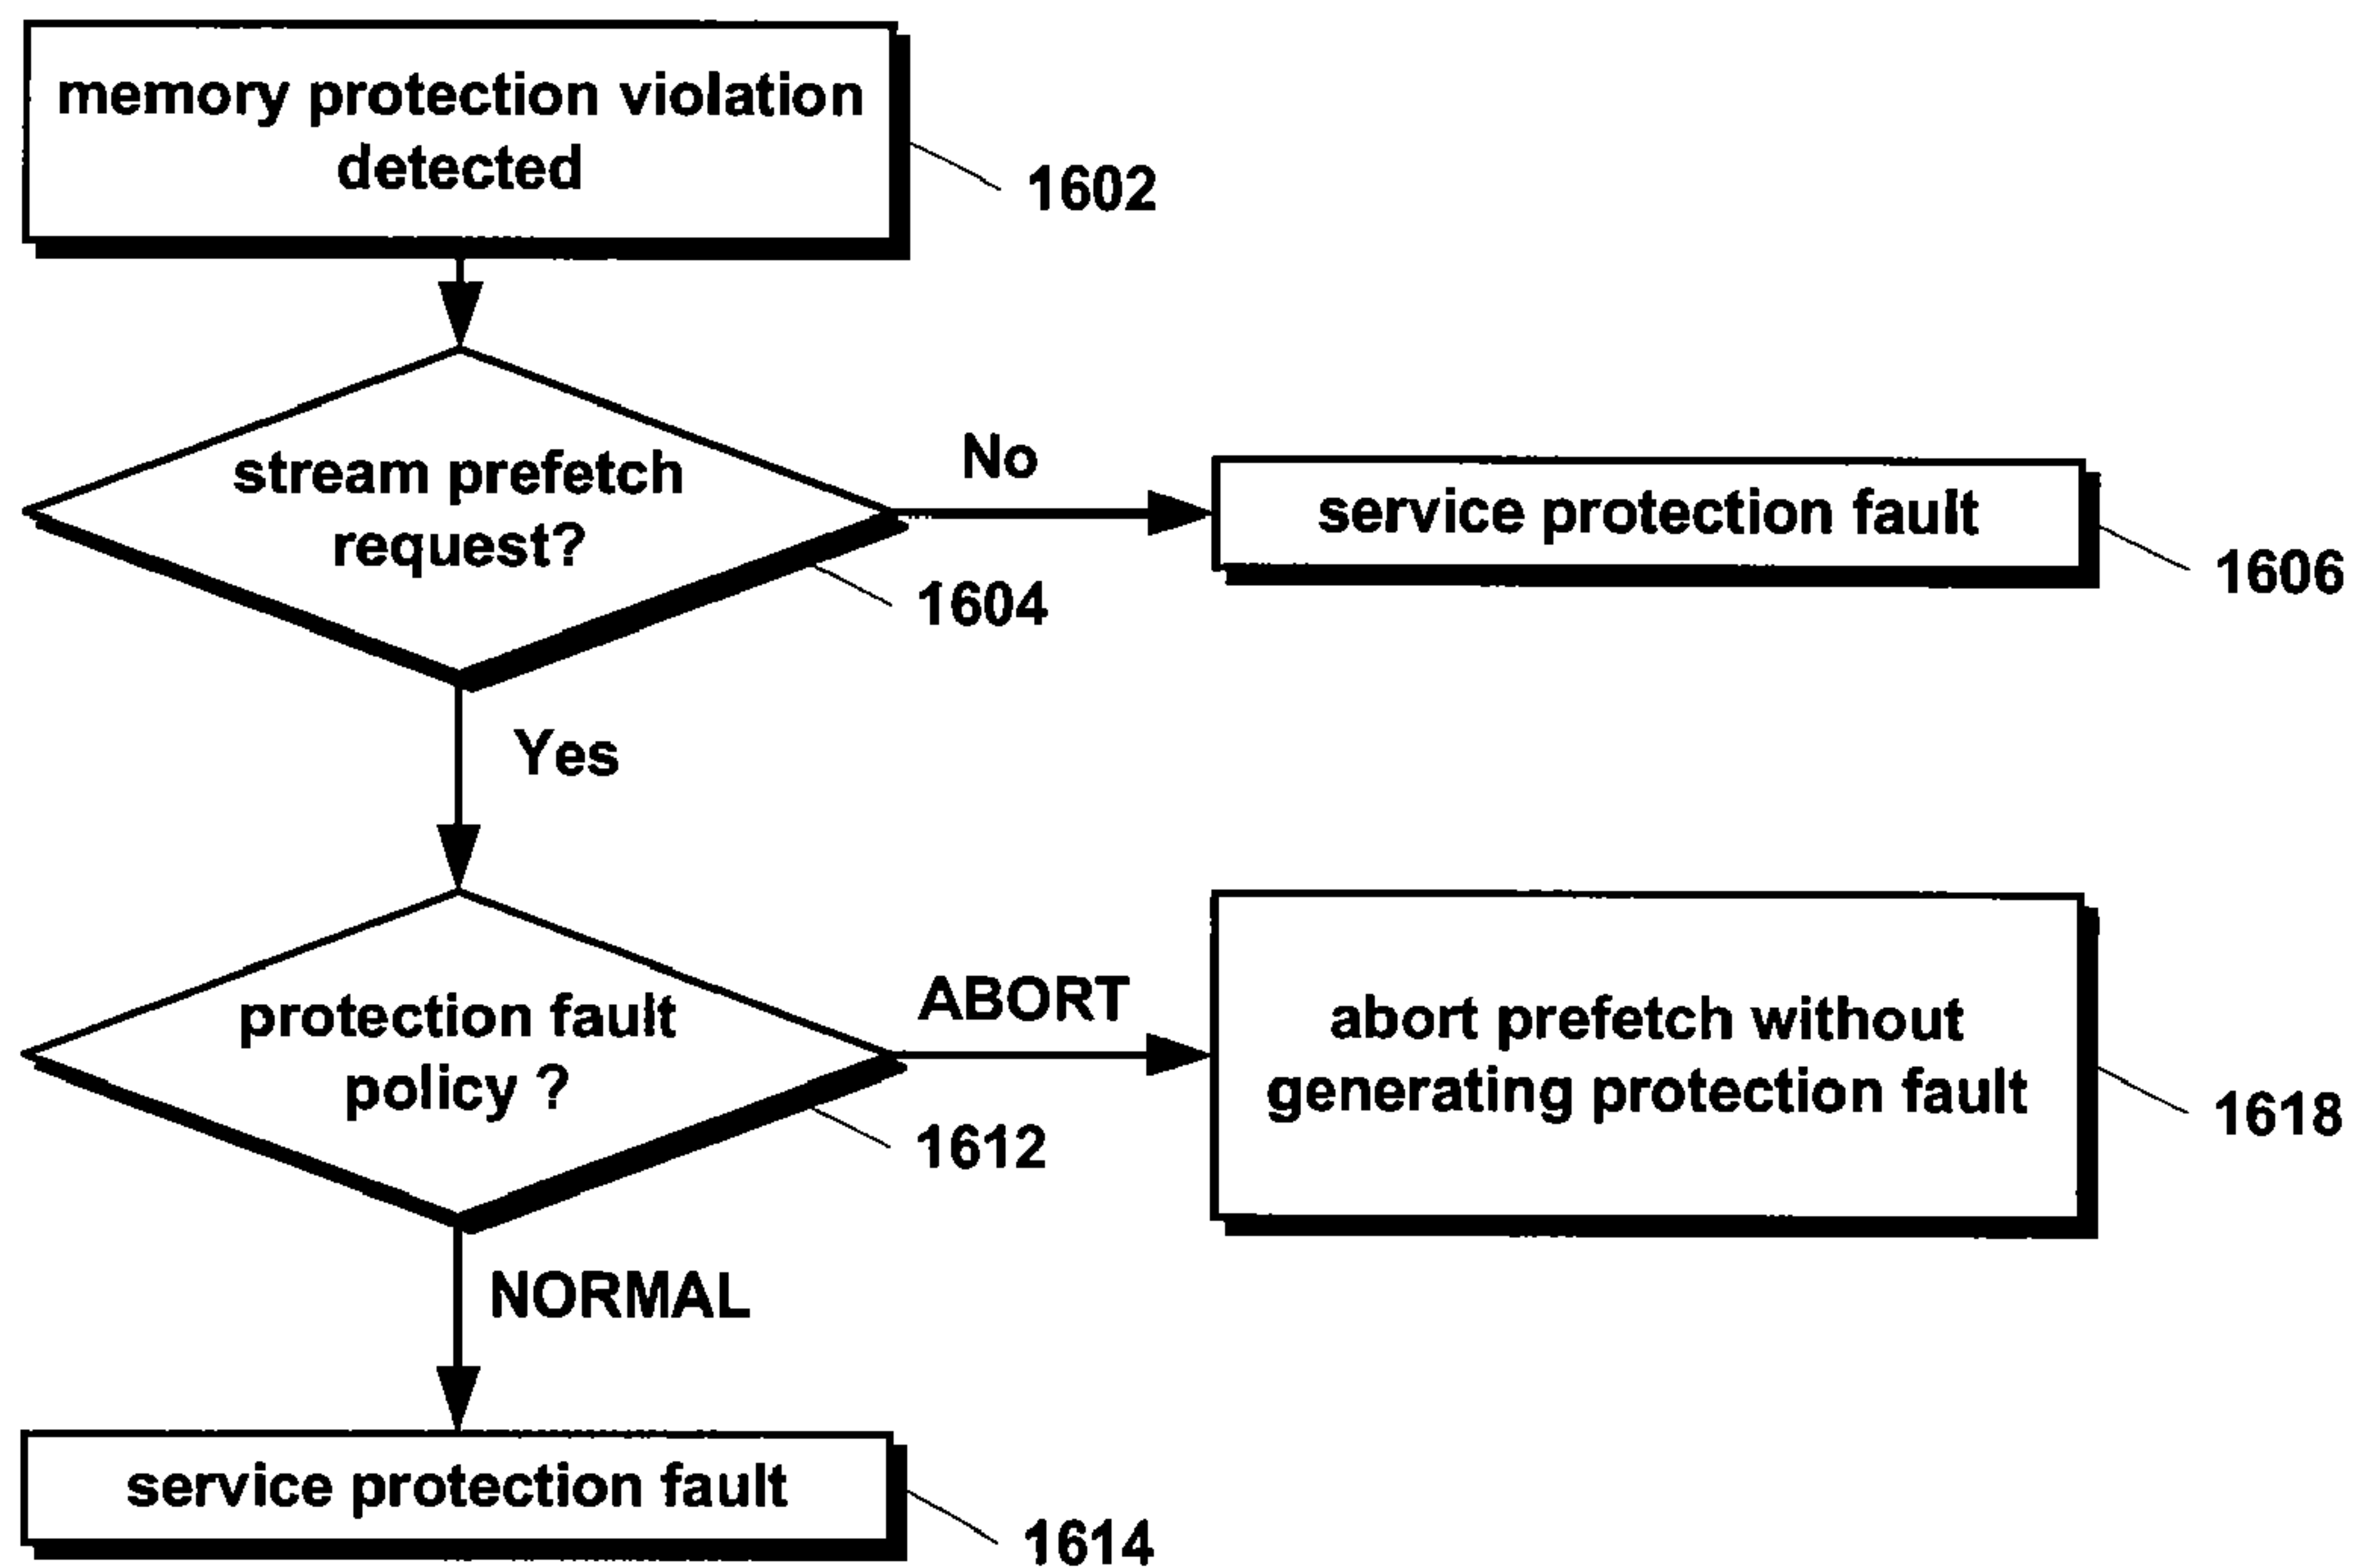 memory protection violation
detected
1602
stream prefetch
request?
1604
No
service protection fault
1606
Yes
protection fault
policy ?
1612
ABORT
abort prefetch without
generating protection fault
1618
NORMAL
service protection fault
1614